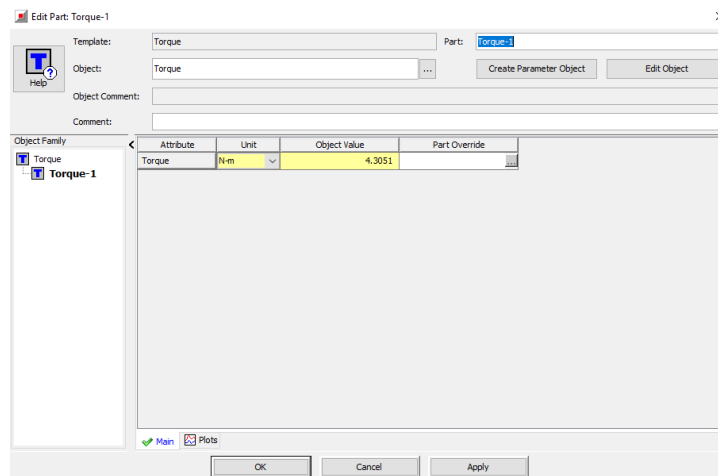 Edit Part: Torque-1
Template: Torque Part: Torque-1
T? Help
Object: Torque ... Create Parameter Object Edit Object
Object Comment:
Comment:
Object Family
T Torque
T Torque-1
Attribute Unit Object Value Part Override
Torque N-m 4.3051 ...
Main Plots
OK Cancel Apply